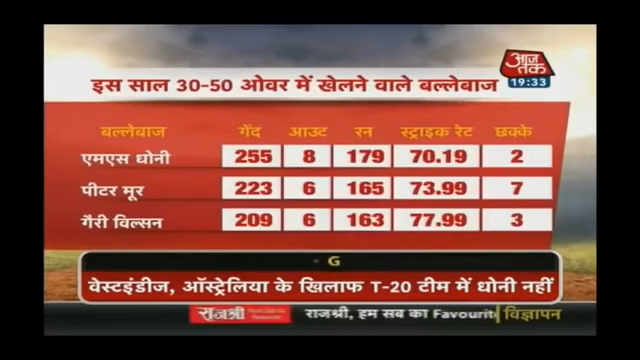 आज तक
19:33
इस साल 30-50 ओवर में खेलने वाले बल्लेबाज
बल्लेबाज गेंद आउट रन स्ट्राइक रेट छक्के
एमएस धोनी 255 8 179 70.19 2
पीटर मूर 223 6 165 73.99 7
गैरी विल्सन 209 6 163 77.99 3
G
वेस्टइंडीज, ऑस्ट्रेलिया के खिलाफ T-20 टीम में धोनी नहीं
राजश्री राजश्री, हम सब का Favourite विज्ञापन